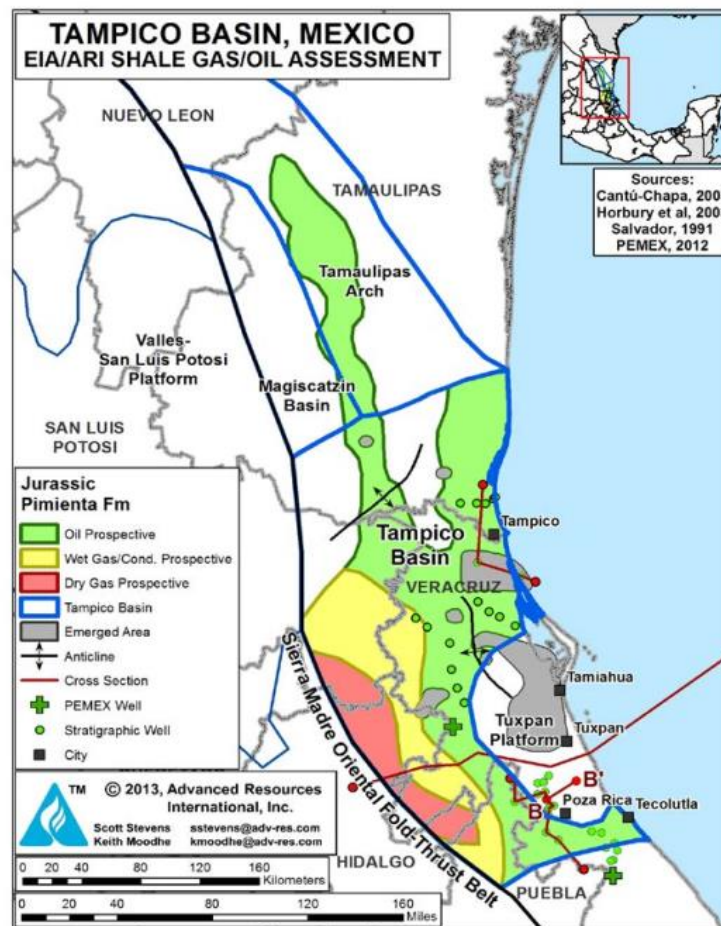 TAMPICO BASIN, MEXICO
EIA/ARI SHALE GAS/OIL ASSESSMENT
NUEVO LEON
TAMAULIPAS
Sources:
Cantú-Chapa, 200
Horbury et al, 200
Salvador, 1991
PEMEX, 2012
Tamaulipas
Arch
Valles-
San Luis Potosi
Platform
Magiscatzin
Basin
SAN LUIS
POTOSI
Jurassic
Pimienta Fm
Oil Prospective
Wet Gas/Cond. Prospective
Dry Gas Prospective
Tampico Basin
Emerged Area
Anticline
Cross Section
PEMEX Well
Stratigraphic Well
City
Tampico
Tampico
Basin
VERACRUZ
Sierra Madre Oriental Fold-Thrust Belt
Tamiahua
Tuxpan
Platform
Tuxpan
B'
B
Poza Rica
Tecolutla
HIDALGO
PUEBLA
TM
© 2013, Advanced Resources
International, Inc.
Scott Stevens sstevens@adv-res.com
Keith Moodhe kmoodhe@adv-res.com
0 20 40 80 120 160
Kilometers
0 20 40 80 120 160
Miles